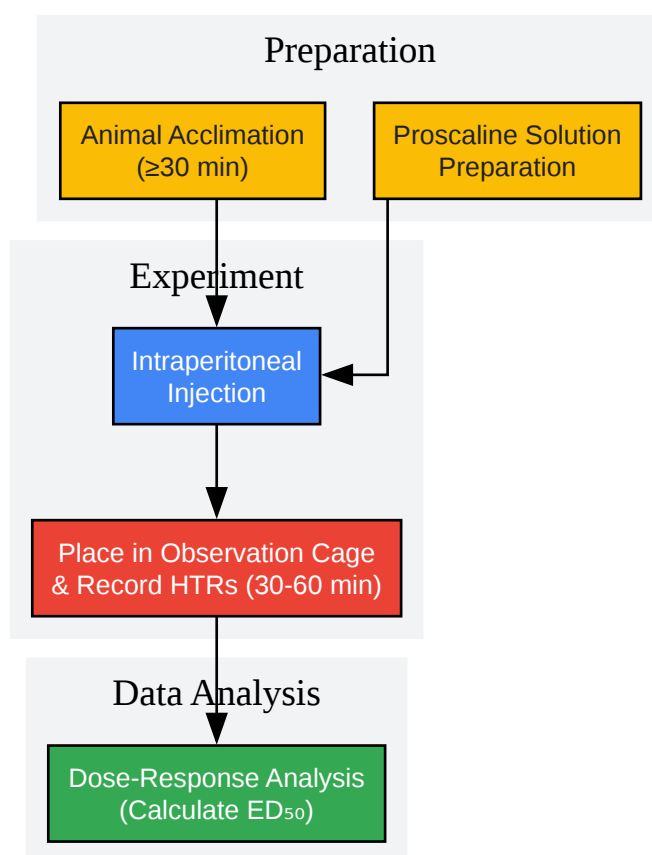 Preparation
Animal Acclimation
(≥30 min)
Proscaline Solution
Preparation
Experiment
Intraperitoneal
Injection
Place in Observation Cage
& Record HTRs (30-60 min)
Data Analysis
Dose-Response Analysis
(Calculate ED₅₀)